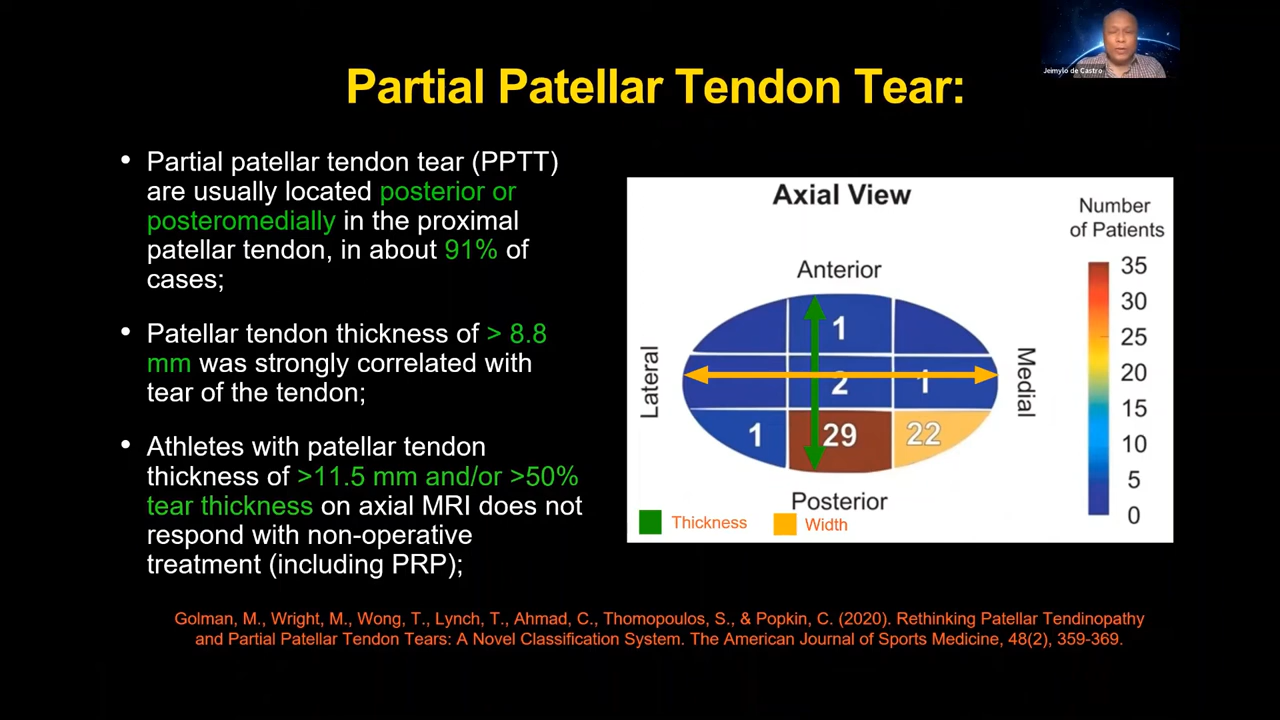 Jeimylo de Castro
Partial Patellar Tendon Tear:
• Partial patellar tendon tear (PPTT)
are usually located posterior or
posteromedially in the proximal
patellar tendon, in about 91% of
cases;
• Patellar tendon thickness of > 8.8
mm was strongly correlated with
tear of the tendon;
• Athletes with patellar tendon
thickness of >11.5 mm and/or >50%
tear thickness on axial MRI does not
respond with non-operative
treatment (including PRP);
Axial View
Anterior
Lateral
Medial
1
2
1
1
29
22
Posterior
Thickness
Width
Number
of Patients
35
30
25
20
15
10
5
0
Golman, M., Wright, M., Wong, T., Lynch, T., Ahmad, C., Thomopoulos, S., & Popkin, C. (2020). Rethinking Patellar Tendinopathy
and Partial Patellar Tendon Tears: A Novel Classification System. The American Journal of Sports Medicine, 48(2), 359-369.